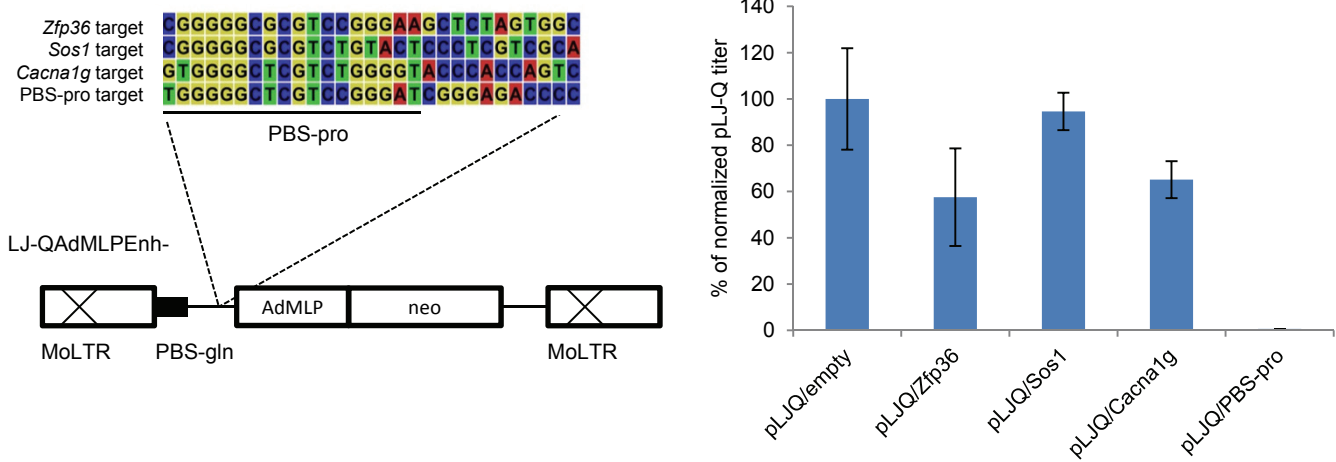 Zfp36 target CGGGGGCGCGTCCGGGAAGCTCTAGTGGC
Sos1 target CGGGGGCGCGTCTGTACTCCCTCGTCGCA
Cacna1g target GTGGGGCTCGTCTGGGGTACCCACCAGTC
PBS-pro target TGGGGGCTCGTCCGGGATCGGGAGACCCC
PBS-pro
LJ-QAdMLPEnh-
AdMLP
neo
MoLTR
PBS-gln
MoLTR
% of normalized pLJ-Q titer
140
120
100
80
60
40
20
0
pLJQ/empty
pLJQ/Zfp36
pLJQ/Sos1
pLJQ/Cacna1g
pLJQ/PBS-pro